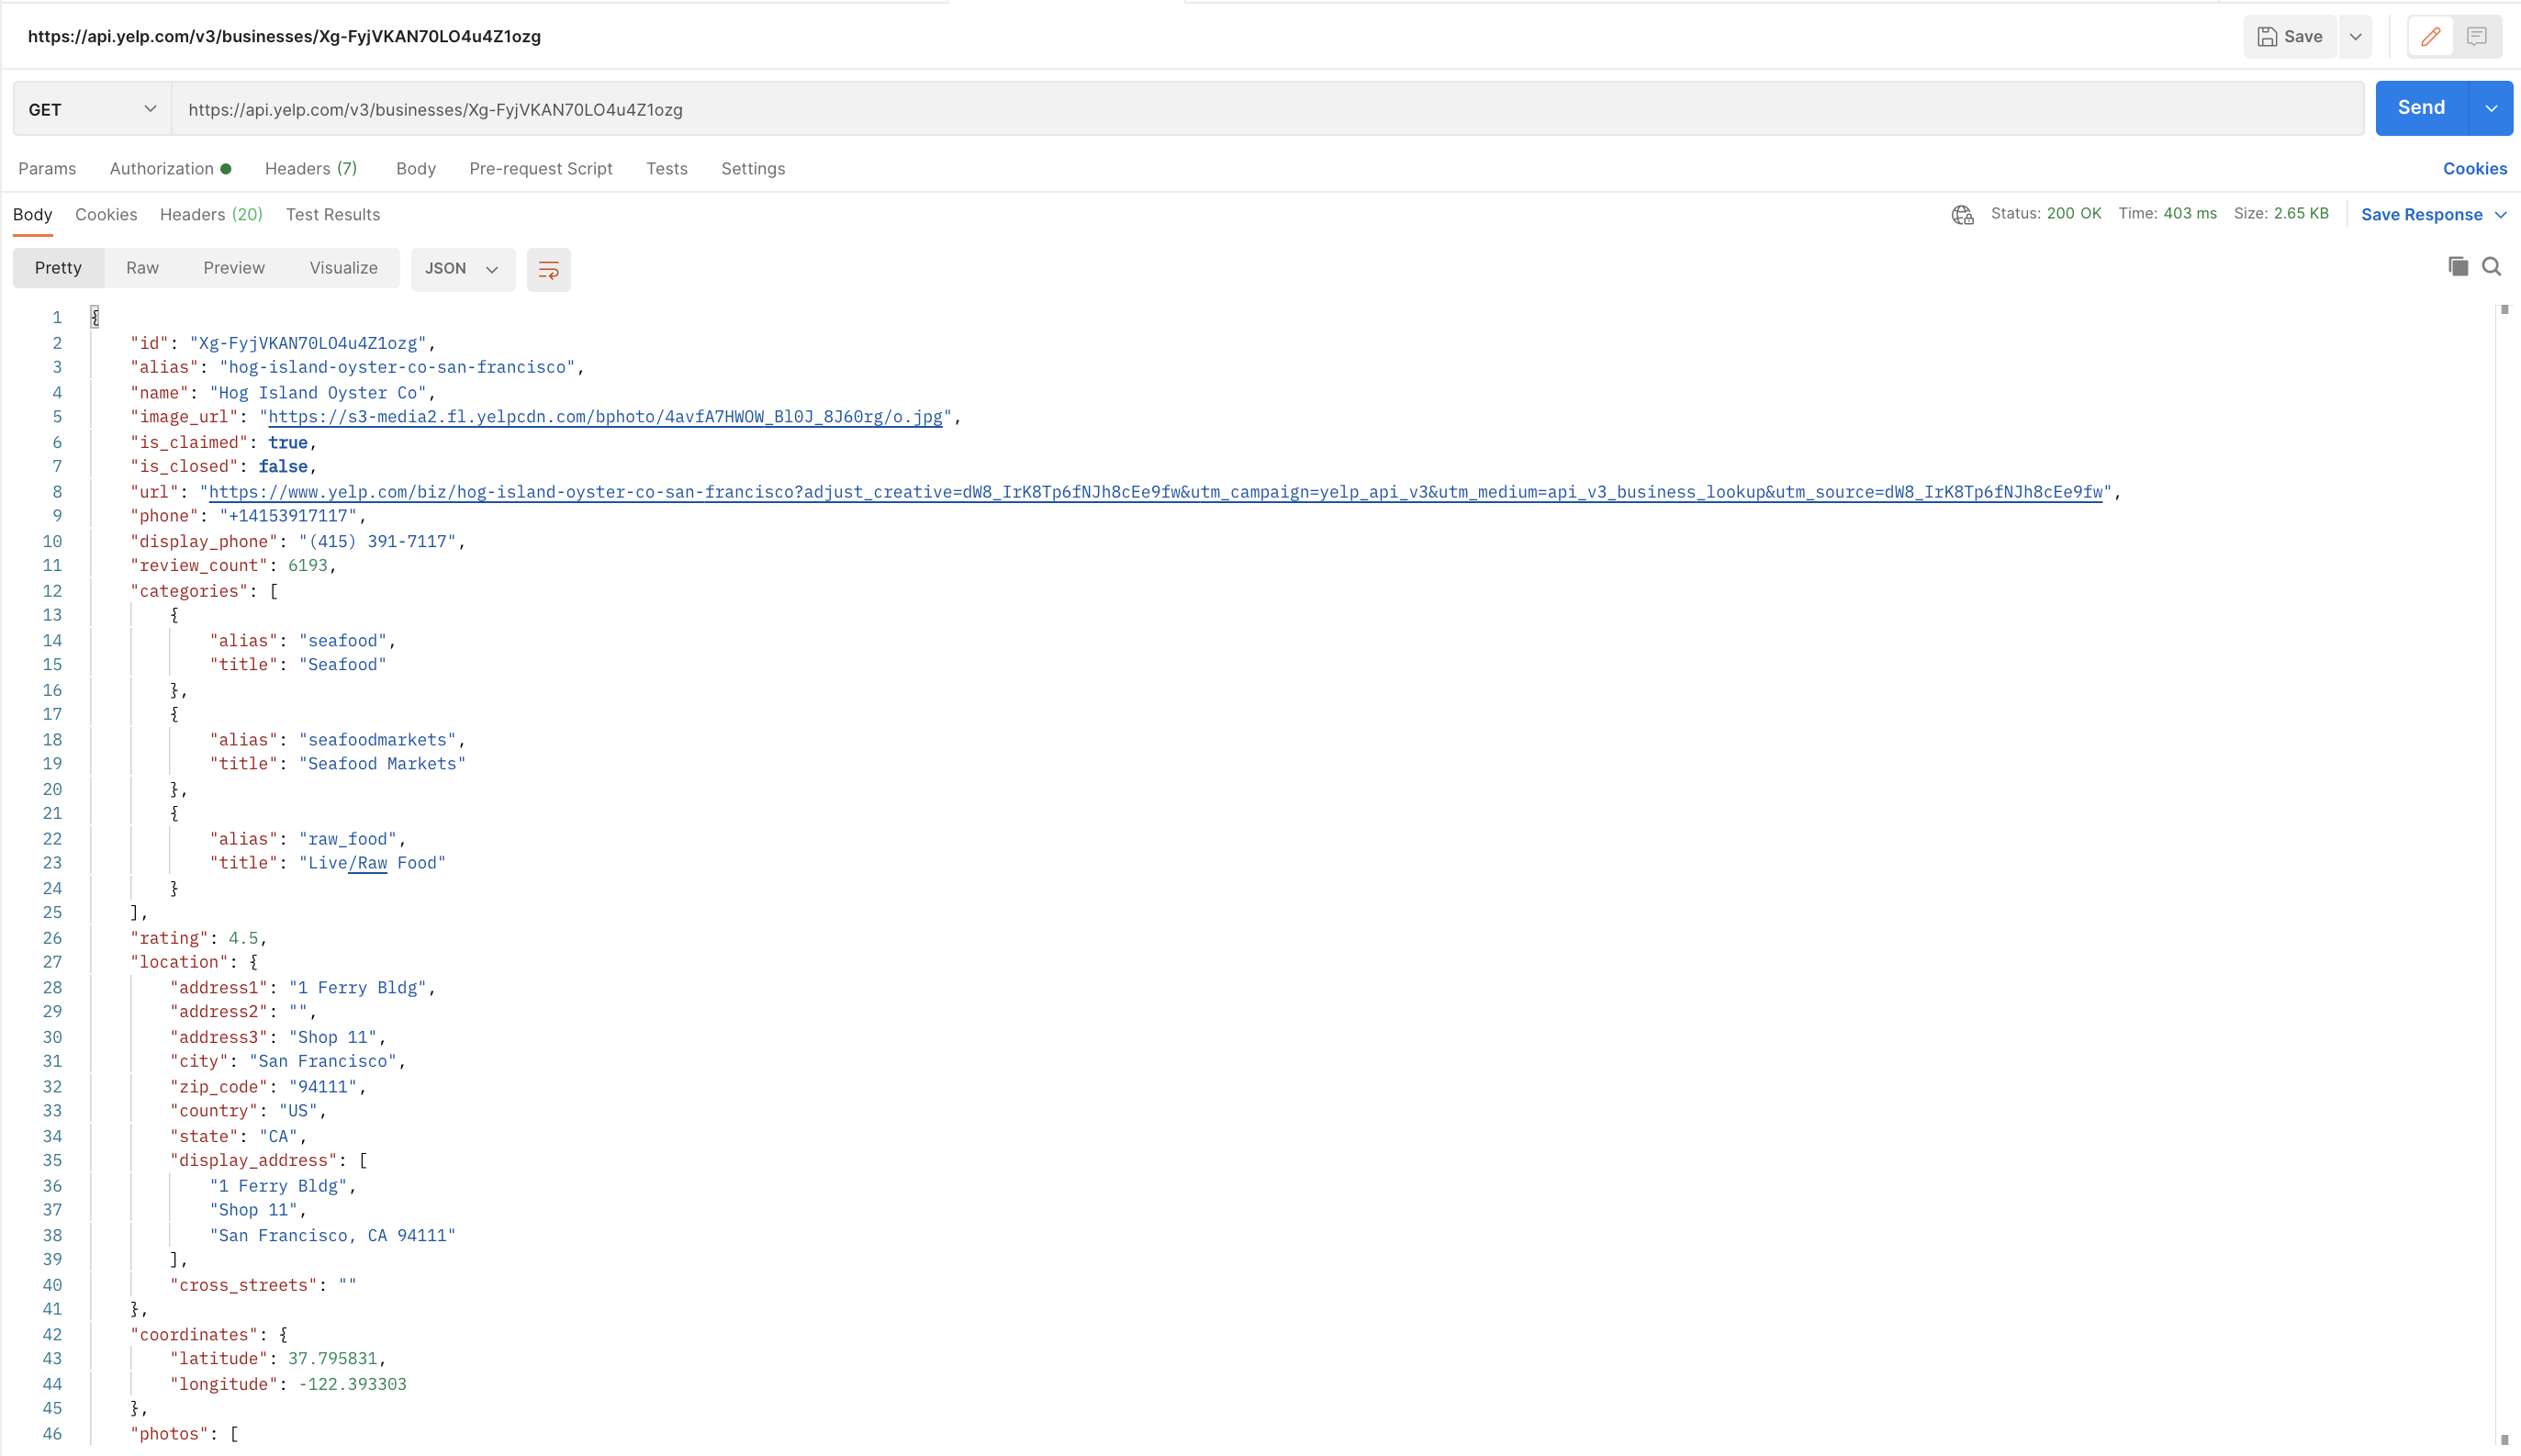 https://api.yelp.com/v3/businesses/Xg-FyjVKAN70LO4u4Z1ozg
Save
GET
https://api.yelp.com/v3/businesses/Xg-FyjVKAN70LO4u4Z1ozg
Send
Params Authorization Headers (7) Body Pre-request Script Tests Settings Cookies
Body Cookies Headers (20) Test Results Status: 200 OK Time: 403 ms Size: 2.65 KB Save Response
Pretty Raw Preview Visualize JSON
1 {
2 "id": "Xg-FyjVKAN70LO4u4Z1ozg",
3 "alias": "hog-island-oyster-co-san-francisco",
4 "name": "Hog Island Oyster Co",
5 "image_url": "https://s3-media2.fl.yelpcdn.com/bphoto/4avfA7HWOW_Bl0J_8J60rg/o.jpg",
6 "is_claimed": true,
7 "is_closed": false,
8 "url": "https://www.yelp.com/biz/hog-island-oyster-co-san-francisco?adjust_creative=dW8_IrK8Tp6fNJh8cEe9fw&utm_campaign=yelp_api_v3&utm_medium=api_v3_business_lookup&utm_source=dW8_IrK8Tp6fNJh8cEe9fw",
9 "phone": "+14153917117",
10 "display_phone": "(415) 391-7117",
11 "review_count": 6193,
12 "categories": [
13 {
14 "alias": "seafood",
15 "title": "Seafood"
16 },
17 {
18 "alias": "seafoodmarkets",
19 "title": "Seafood Markets"
20 },
21 {
22 "alias": "raw_food",
23 "title": "Live/Raw Food"
24 }
25 ],
26 "rating": 4.5,
27 "location": {
28 "address1": "1 Ferry Bldg",
29 "address2": "",
30 "address3": "Shop 11",
31 "city": "San Francisco",
32 "zip_code": "94111",
33 "country": "US",
34 "state": "CA",
35 "display_address": [
36 "1 Ferry Bldg",
37 "Shop 11",
38 "San Francisco, CA 94111"
39 ],
40 "cross_streets": ""
41 },
42 "coordinates": {
43 "latitude": 37.795831,
44 "longitude": -122.393303
45 },
46 "photos": [